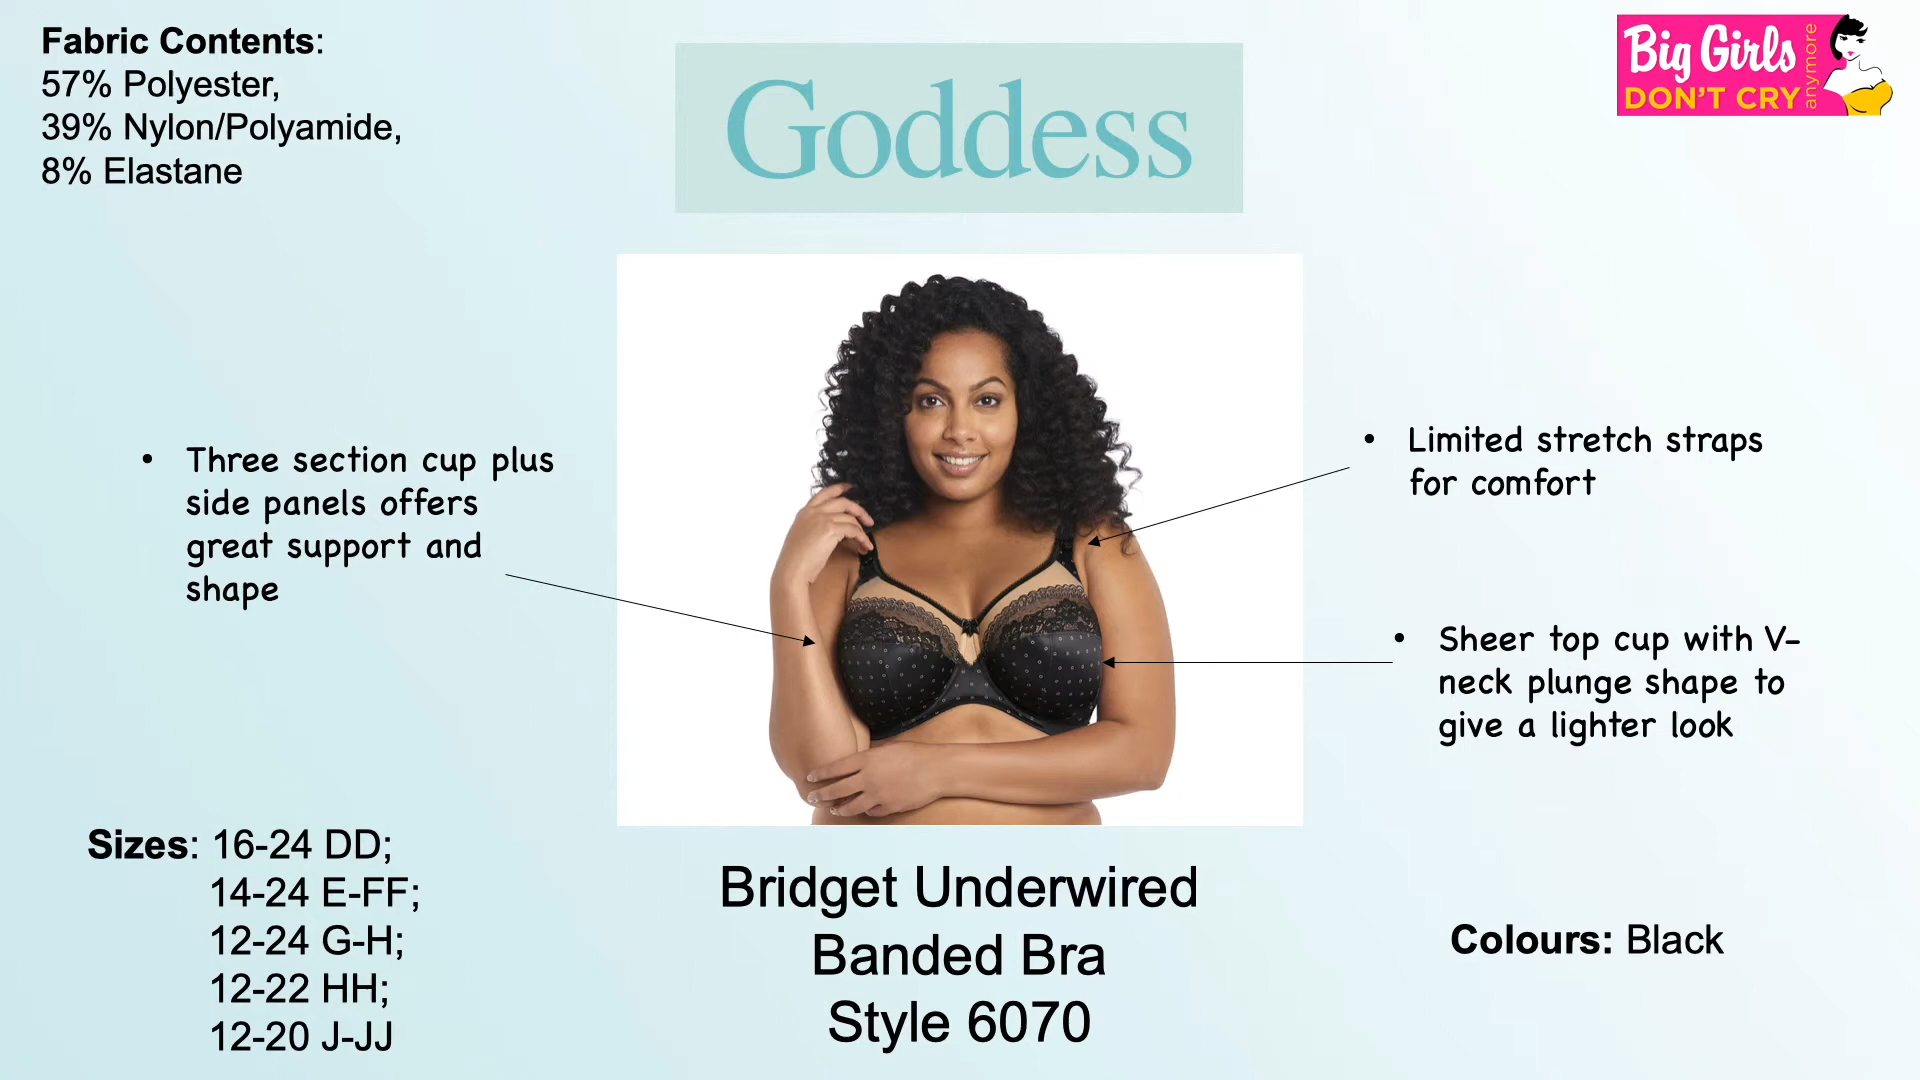 Fabric Contents:
57% Polyester,
39% Nylon/Polyamide,
8% Elastane
Goddess
Big Girls
DON'T CRY
anymore
• Three section cup plus
side panels offers
great support and
shape
• Limited stretch straps
for comfort
• Sheer top cup with V-
neck plunge shape to
give a lighter look
Sizes: 16-24 DD;
14-24 E-FF;
12-24 G-H;
12-22 HH;
12-20 J-JJ
Bridget Underwired
Banded Bra
Style 6070
Colours: Black